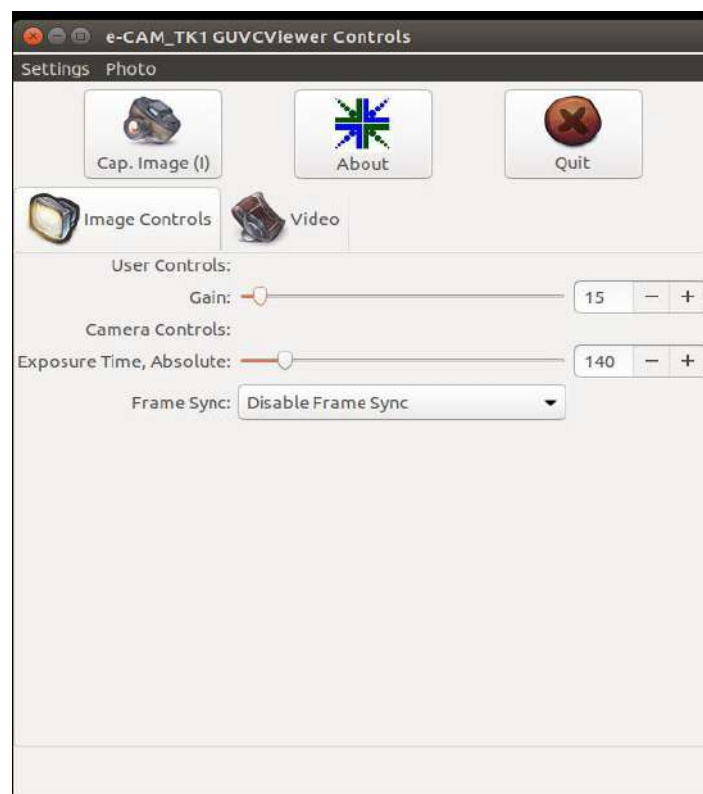 e-CAM_TK1 GUVCViewer Controls
Settings Photo
Cap. Image (I) About Quit
Image Controls Video
User Controls:
Gain: 15 − +
Camera Controls:
Exposure Time, Absolute: 140 − +
Frame Sync: Disable Frame Sync